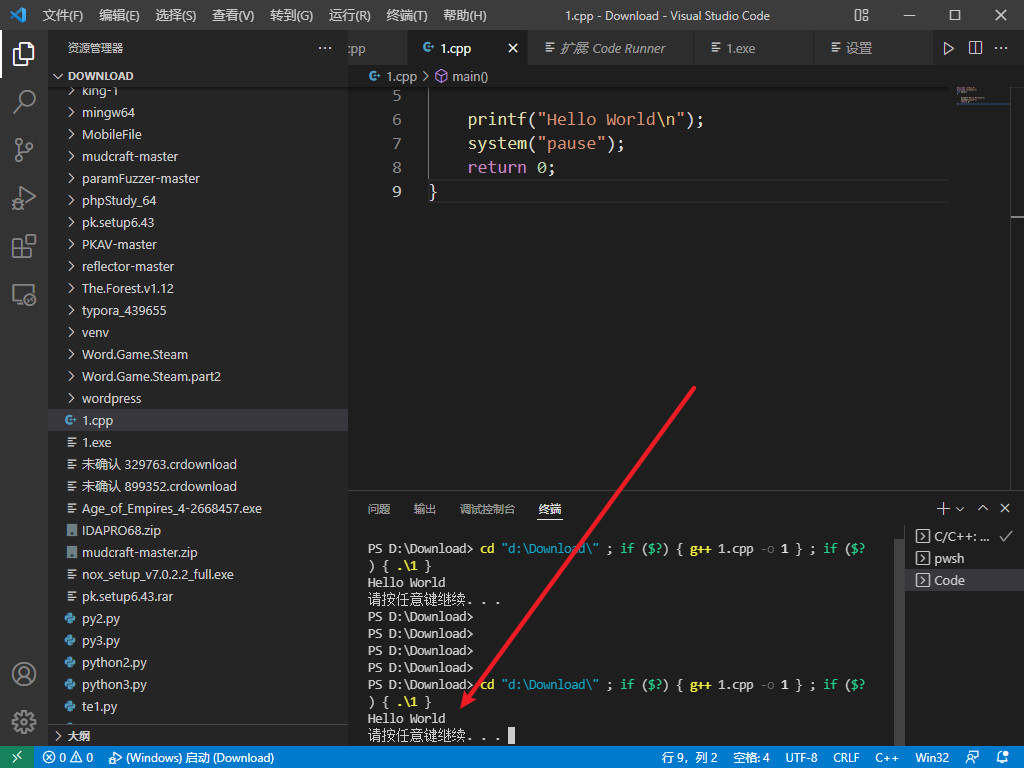 文件(F) 编辑(E) 选择(S) 查看(V) 转到(G) 运行(R) 终端(T) 帮助(H) 1.cpp - Download - Visual Studio Code
资源管理器 ···
cpp 1.cpp 扩展 Code Runner 1.exe 设置 ···
DOWNLOAD
1.cpp > main()
king-1
mingw64
MobileFile
mudcraft-master
paramFuzzer-master
phpStudy_64
pk.setup6.43
PKAV-master
reflector-master
The.Forest.v1.12
typora_439655
venv
Word.Game.Steam
Word.Game.Steam.part2
wordpress
1.cpp
1.exe
未确认 329763.crdownload
未确认 899352.crdownload
Age_of_Empires_4-2668457.exe
IDAPRO68.zip
mudcraft-master.zip
nox_setup_v7.0.2.2_full.exe
pk.setup6.43.rar
py2.py
py3.py
python2.py
python3.py
te1.py
大纲
5
6 printf("Hello World\n");
7 system("pause");
8 return 0;
9 }
问题 输出 调试控制台 终端
PS D:\Download> cd "d:\Download\" ; if ($?) { g++ 1.cpp -o 1 } ; if ($?
) { .\1 }
Hello World
请按任意键继续. . .
PS D:\Download>
PS D:\Download>
PS D:\Download>
PS D:\Download>
PS D:\Download> cd "d:\Download\" ; if ($?) { g++ 1.cpp -o 1 } ; if ($?
) { .\1 }
Hello World
请按任意键继续. . .
C/C++: ...
pwsh
Code
0 0 (Windows) 启动 (Download) 行 9，列 2 空格: 4 UTF-8 CRLF C++ Win32